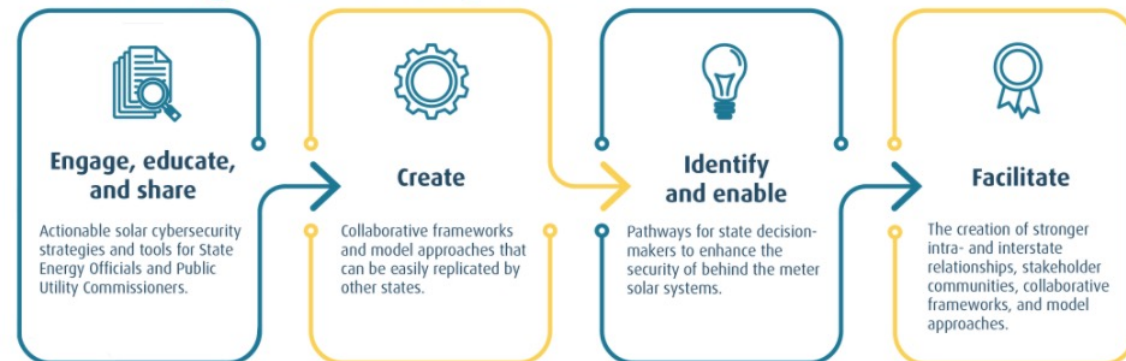 Engage, educate,
and share
Actionable solar cybersecurity
strategies and tools for State
Energy Officials and Public
Utility Commissioners.
Create
Collaborative frameworks
and model approaches that
can be easily replicated by
other states.
Identify
and enable
Pathways for state decision-
makers to enhance the
security of behind the meter
solar systems.
Facilitate
The creation of stronger
intra- and interstate
relationships, stakeholder
communities, collaborative
frameworks, and model
approaches.